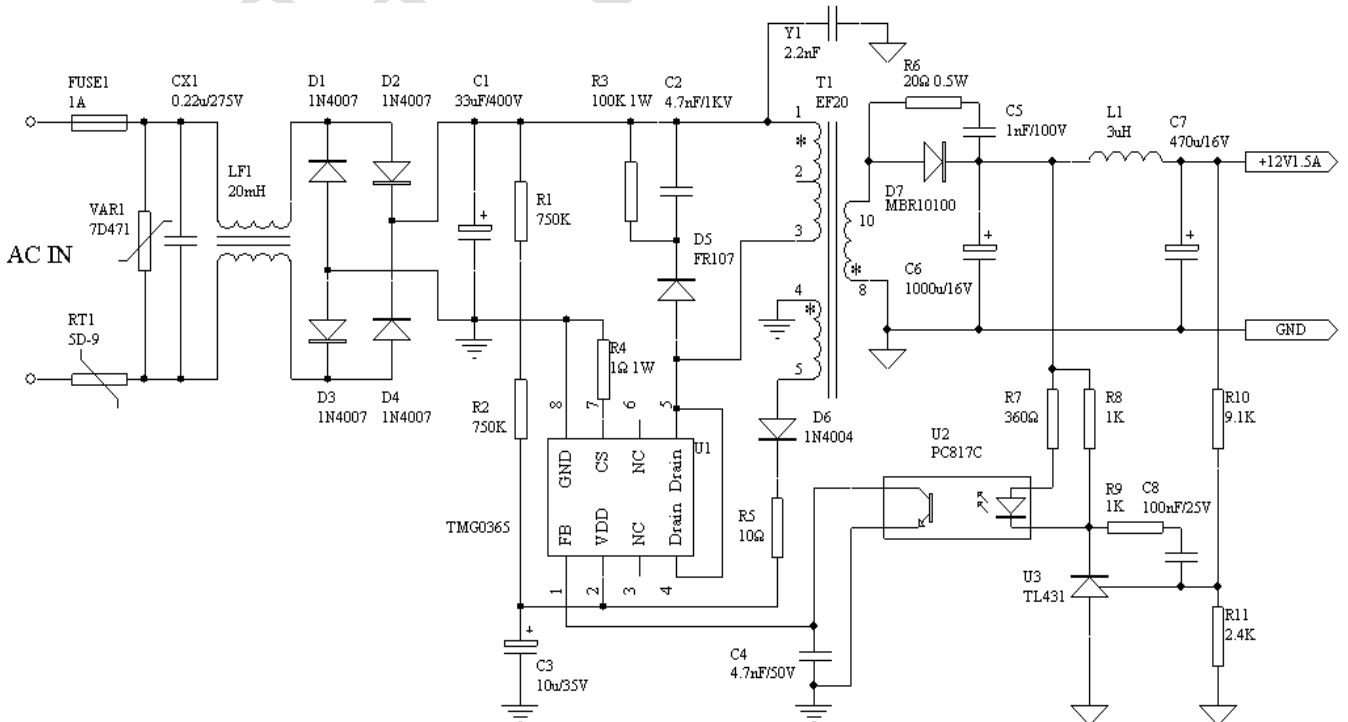 Y1
2.2nF
FUSE1
1A
CX1
0.22u/275V
D1
1N4007
D2
1N4007
C1
33uF/400V
R3
100K 1W
C2
4.7nF/1KV
T1
EF20
R6
20Ω 0.5W
C5
1nF/100V
L1
3uH
C7
470u/16V
1
*
2
3
LF1
20mH
VAR1
7D471
AC IN
R1
750K
+
D5
FR107
D7
MBR10100
10
+12V1.5A
C6
1000u/16V
+
+
*
8
4
*
5
GND
RT1
5D-9
R4
1Ω 1W
D3
1N4007
D4
1N4007
R2
750K
8
7
6
5
U1
GND
CS
NC
Drain
FB
VDD
NC
Drain
1
2
3
4
TMG0365
D6
1N4004
R5
10Ω
U2
PC817C
R7
360Ω
R8
1K
R10
9.1K
R9
1K
C8
100nF/25V
U3
TL431
R11
2.4K
+
C3
10u/35V
C4
4.7nF/50V